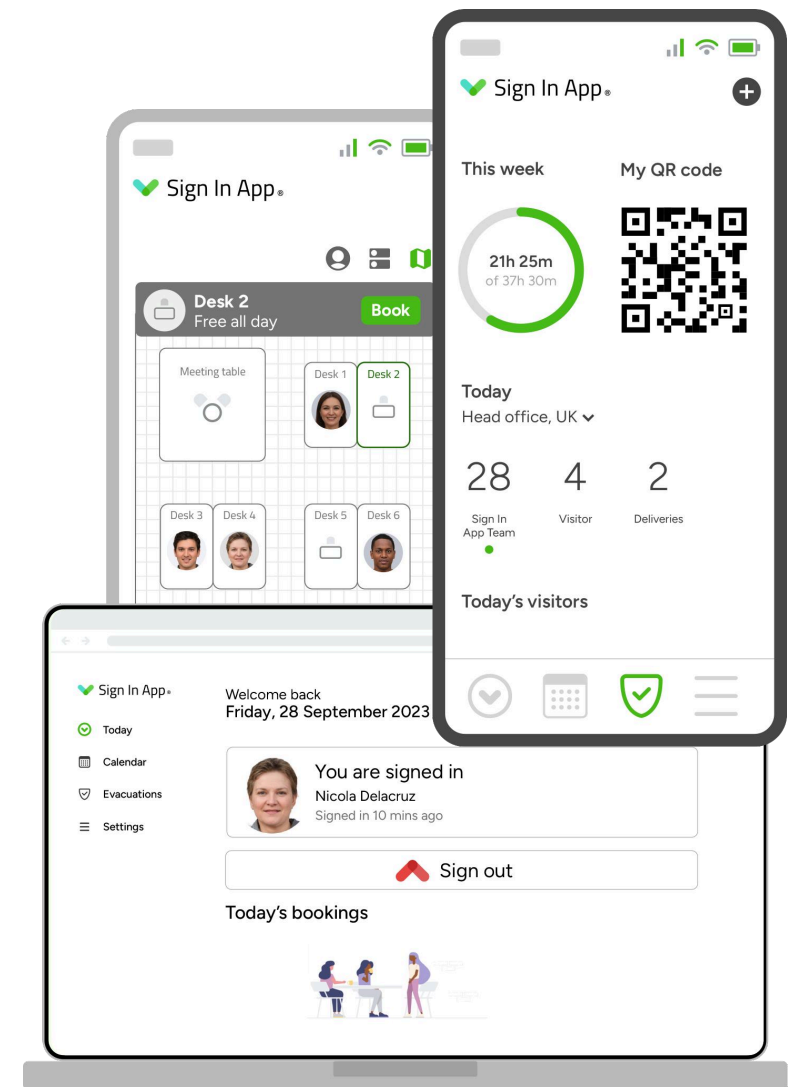 Sign In App®
This week
My QR code
21h 25m
of 37h 30m
Today
Head office, UK
28
4
2
Sign In
App Team
Visitor
Deliveries
Today's visitors
Sign In App®
Desk 2
Free all day
Book
Meeting table
Desk 1
Desk 2
Desk 3
Desk 4
Desk 5
Desk 6
Sign In App®
Today
Calendar
Evacuations
Settings
Welcome back
Friday, 28 September 2023
You are signed in
Nicola Delacruz
Signed in 10 mins ago
Sign out
Today's bookings